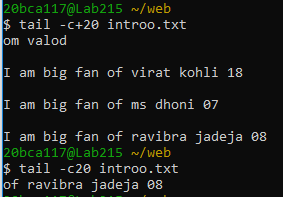 20bca117@Lab215 ~/web
$ tail -c+20 introo.txt
om valod
I am big fan of virat kohli 18
I am big fan of ms dhoni 07
I am big fan of ravibra jadeja 08
20bca117@Lab215 ~/web
$ tail -c20 introo.txt
of ravibra jadeja 08